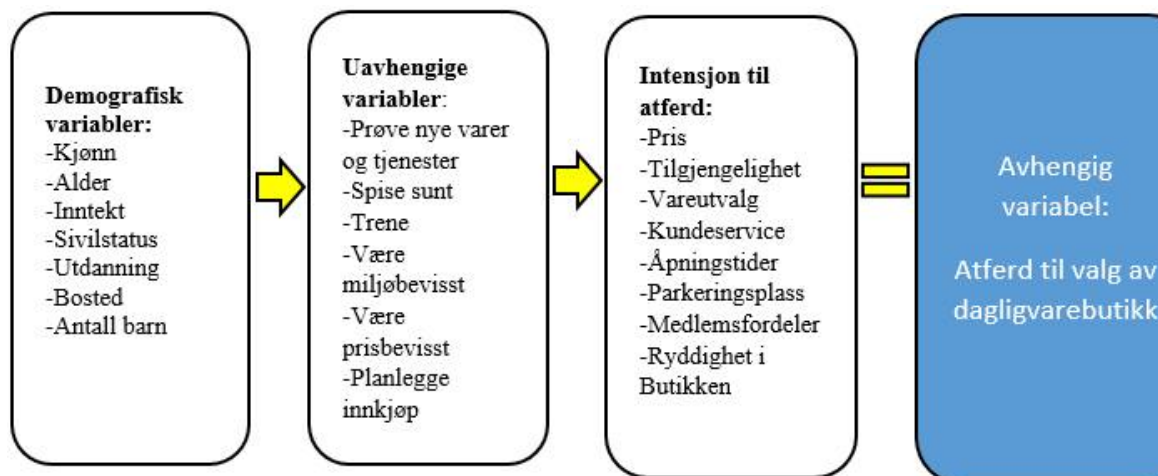 Demografisk
variabler:
-Kjønn
-Alder
-Inntekt
-Sivilstatus
-Utdanning
-Bosted
-Antall barn
Uavhengige
variabler:
-Prøve nye varer
og tjenester
-Spise sunt
-Trene
-Være
miljøbevisst
-Være
prisbevisst
-Planlegge
innkjøp
Intensjon til
atferd:
-Pris
-Tilgjengelighet
-Vareutvalg
-Kundeservice
-Åpningstider
-Parkeringsplass
-Medlemsfordeler
-Ryddighet i
Butikken
Avhengig
variabel:
Atferd til valg av
dagligvarebutikk